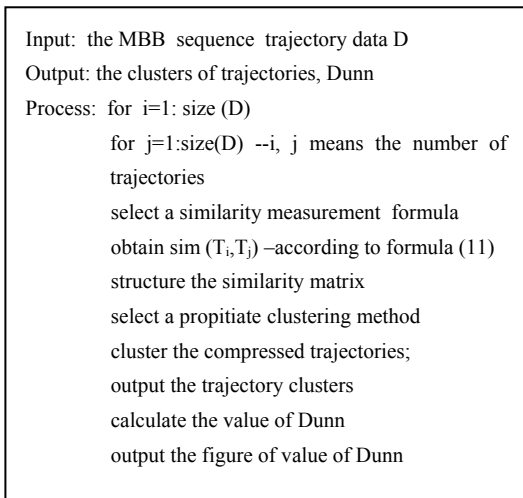 Input: the MBB sequence trajectory data D
Output: the clusters of trajectories, Dunn
Process: for i=1: size (D)
for j=1:size(D) --i, j means the number of
trajectories
select a similarity measurement formula
obtain sim (Ti,Tj) –according to formula (11)
structure the similarity matrix
select a propitiate clustering method
cluster the compressed trajectories;
output the trajectory clusters
calculate the value of Dunn
output the figure of value of Dunn